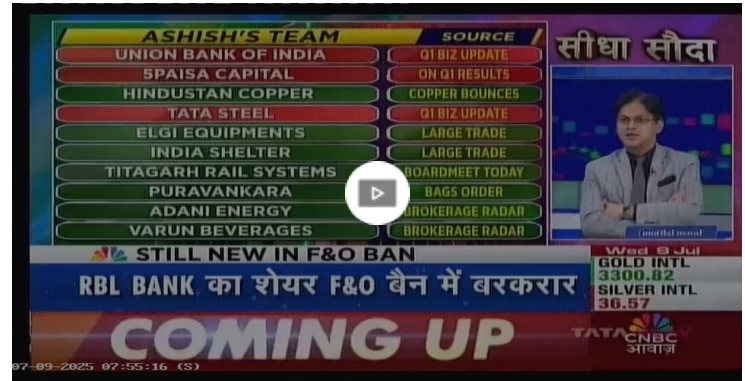 ASHISH'S TEAM SOURCE
UNION BANK OF INDIA Q1 BIZ UPDATE
5PAISA CAPITAL ON Q1 RESULTS
HINDUSTAN COPPER COPPER BOUNCES
TATA STEEL Q1 BIZ UPDATE
ELGI EQUIPMENTS LARGE TRADE
INDIA SHELTER LARGE TRADE
TITAGARH RAIL SYSTEMS BOARDMEET TODAY
PURAVANKARA BAGS ORDER
ADANI ENERGY BROKERAGE RADAR
VARUN BEVERAGES BROKERAGE RADAR
सीधा सौदा
STILL NEW IN F&O BAN
RBL BANK का शेयर F&O बैन में बरकरार
Wed 9 Jul
GOLD INTL
3300.82
SILVER INTL
36.57
COMING UP
TATA
CNBC
आवाज़
07-09-2025 07:55:16 (S)